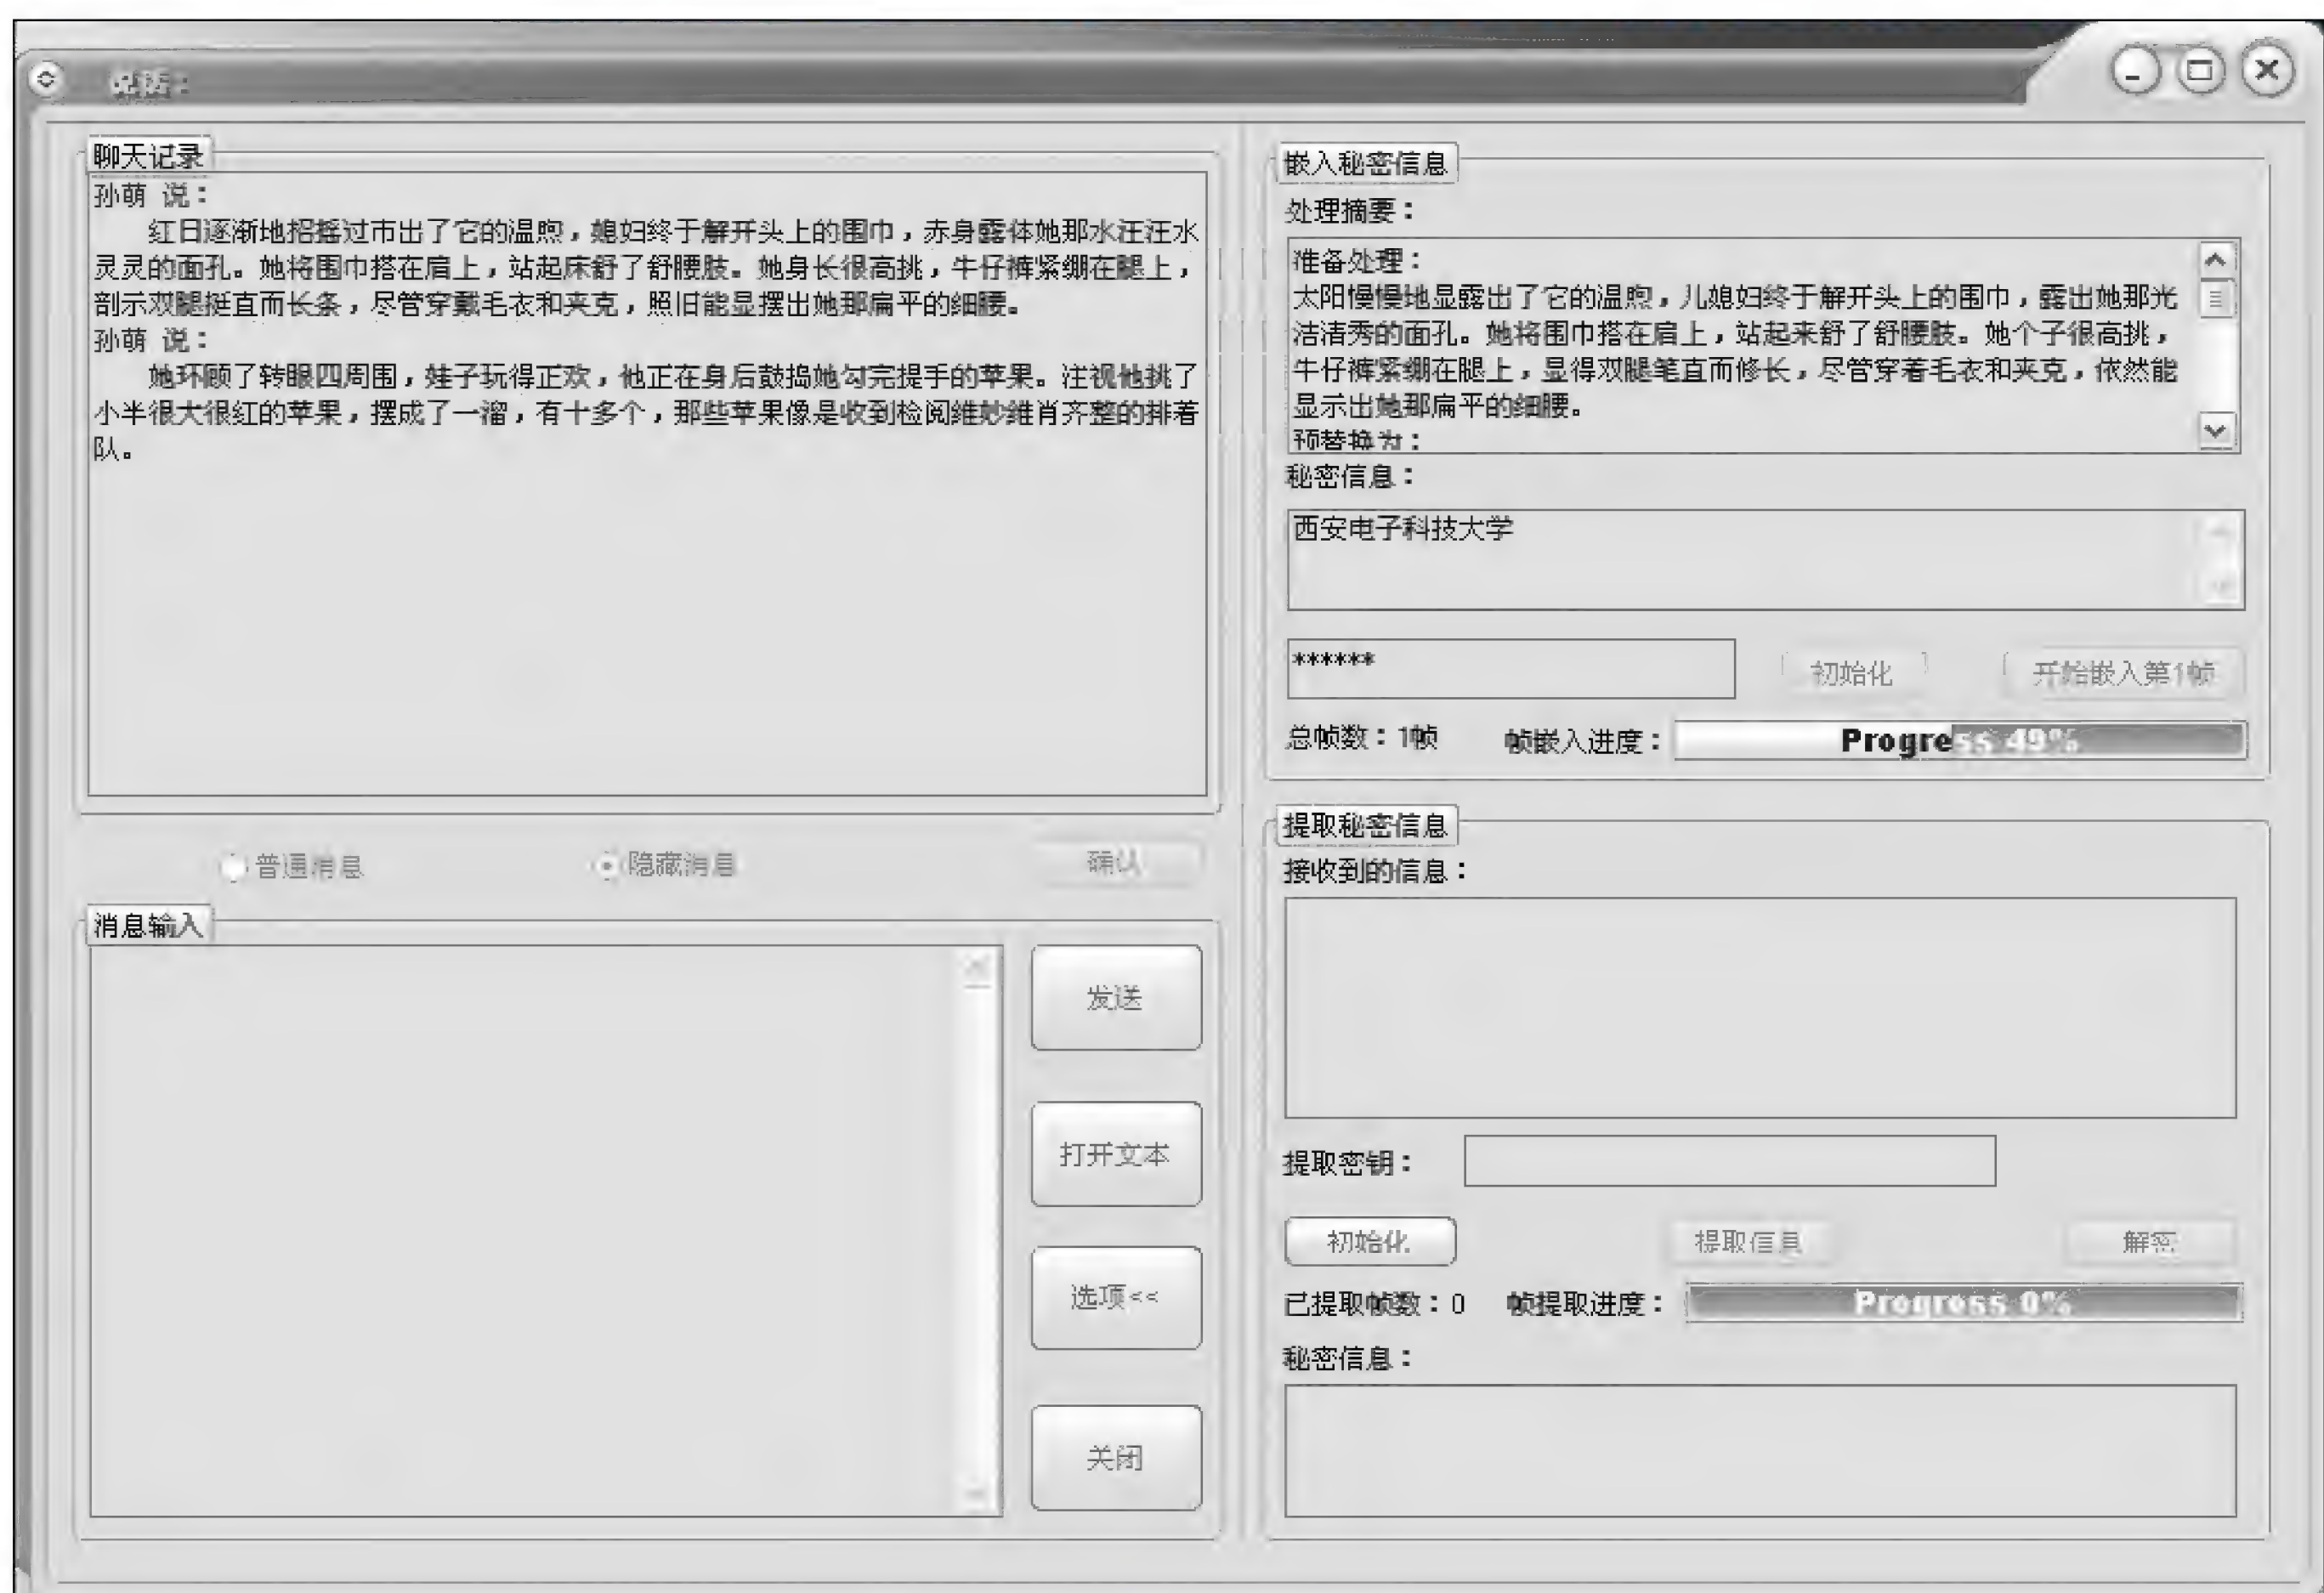 说话：
聊天记录
孙萌 说：
红日逐渐地招摇过市出了它的温煦，媳妇终于解开头上的围巾，赤身露体她那水汪汪水
灵灵的面孔。她将围巾搭在肩上，站起床舒了舒腰肢。她身长很高挑，牛仔裤紧绷在腿上，
剖示双腿挺直而长条，尽管穿戴毛衣和夹克，照旧能显摆出她那扁平的细腰。
孙萌 说：
她环顾了转眼四周围，娃子玩得正欢，他正在身后鼓捣她勾完提手的苹果。注视他挑了
小半很大很红的苹果，摆成了一溜，有十多个，那些苹果像是收到检阅维妙维肖齐整的排着
队。
普通消息
隐藏消息
确认
消息输入
发送
打开文本
选项<<
关闭
嵌入秘密信息
处理摘要：
准备处理：
太阳慢慢地显露出了它的温煦，儿媳妇终于解开头上的围巾，露出她那光
洁清秀的面孔。她将围巾搭在肩上，站起来舒了舒腰肢。她个子很高挑，
牛仔裤紧绷在腿上，显得双腿笔直而修长，尽管穿着毛衣和夹克，依然能
显示出她那扁平的细腰。
预替换为：
秘密信息：
西安电子科技大学
******
初始化
开始嵌入第1帧
总帧数：1帧
帧嵌入进度：
Progress 49%
提取秘密信息
接收到的信息：
提取密钥：
初始化
提取信息
解密
已提取帧数：0
帧提取进度：
Progress 0%
秘密信息：